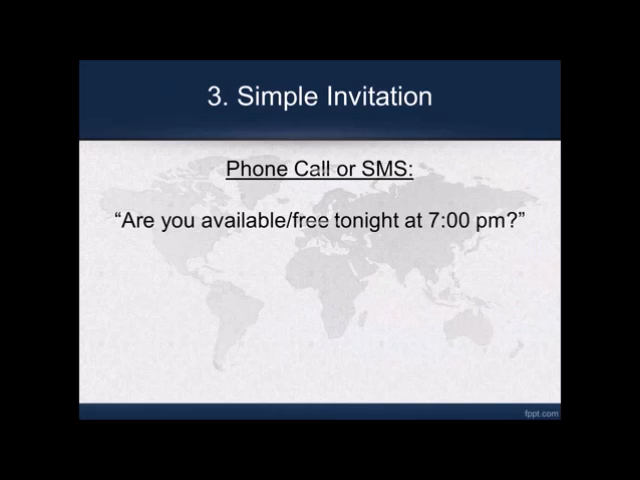 3. Simple Invitation
Phone Call or SMS:
“Are you available/free tonight at 7:00 pm?”
fppt.com